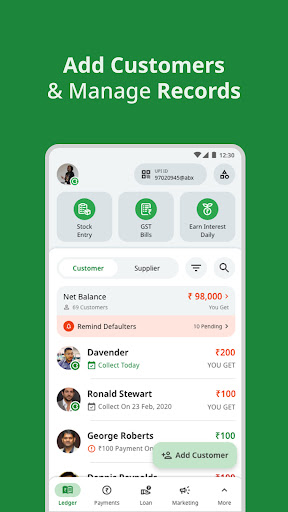 Add Customers
& Manage Records
12:30
UPI ID
97020945@abx
Stock
Entry
GST
Bills
Earn Interest
Daily
Customer
Supplier
Net Balance
₹ 98,000
69 Customers
You Get
Remind Defaulters
10 Pending
Davender
₹200
Collect Today
YOU GET
Ronald Stewart
₹100
Collect On 23 Feb, 2020
YOU GET
George Roberts
₹100
₹100 Payment On
Add Customer
Ledger
Payments
Loan
Marketing
More